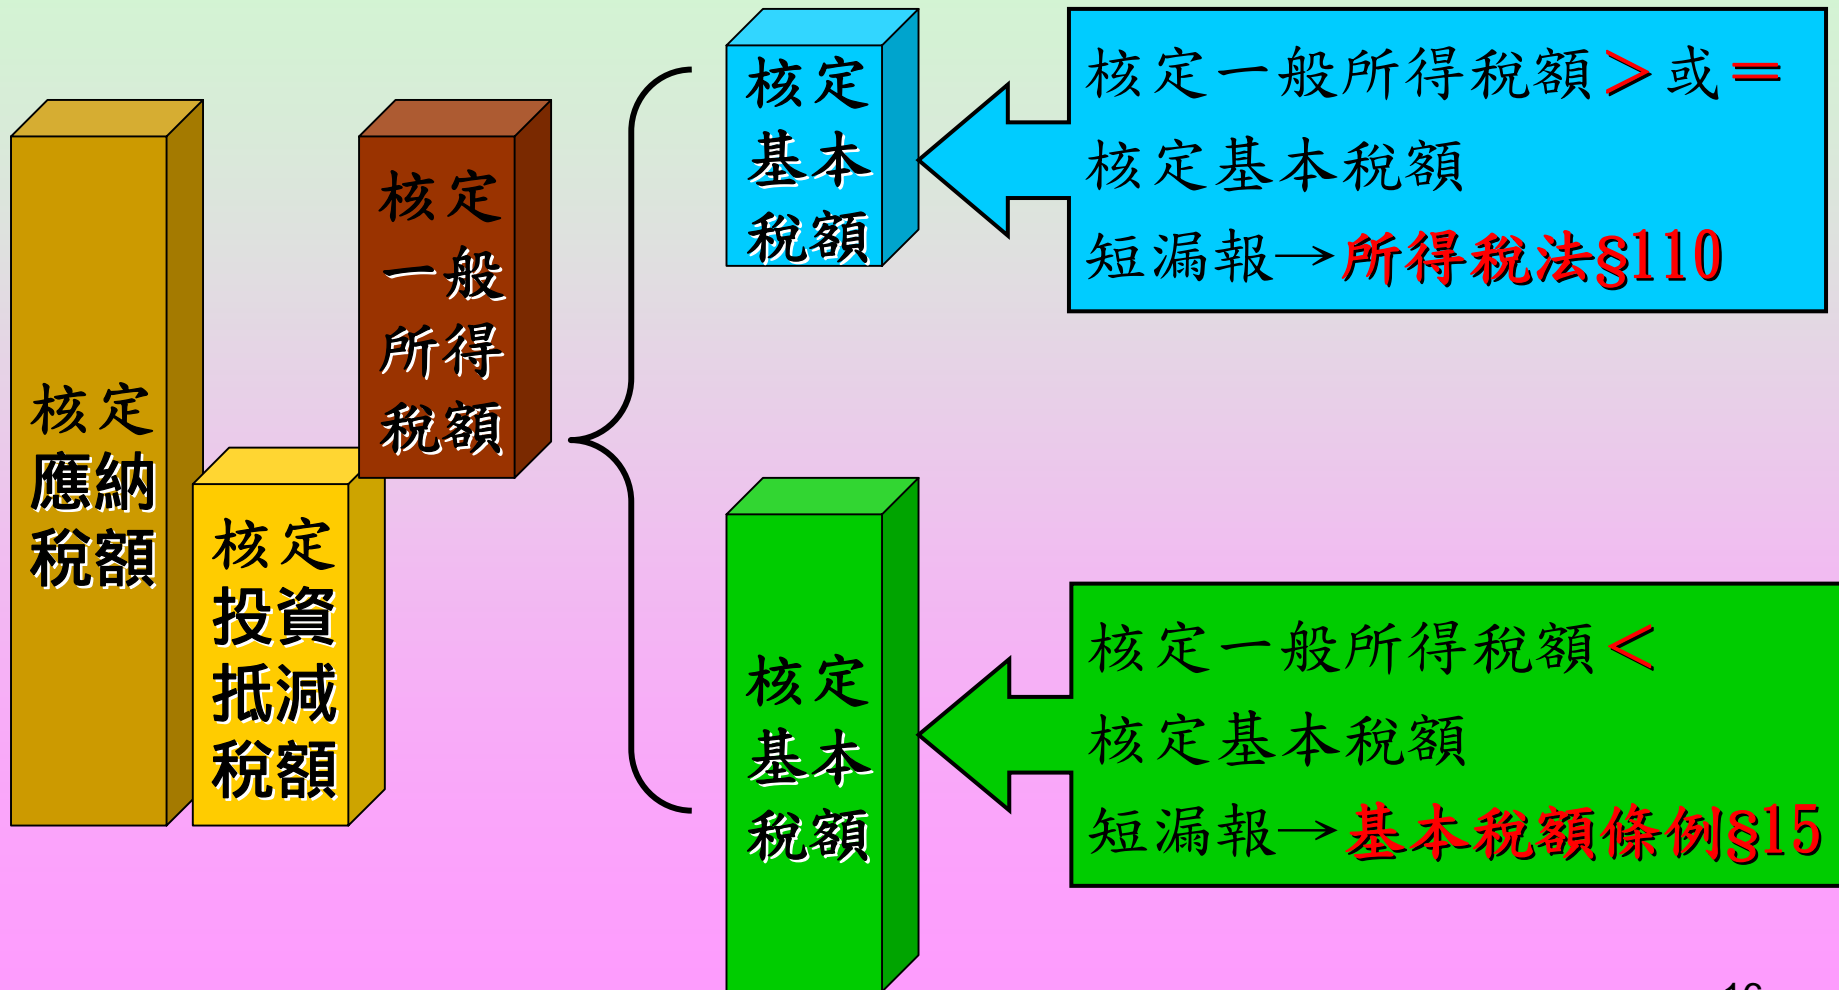 核定
應納
稅額
核定
投資
抵減
稅額
核定
一般
所得
稅額
核定
基本
稅額
核定一般所得稅額＞或＝
核定基本稅額
短漏報→所得稅法§110
核定
基本
稅額
核定一般所得稅額＜
核定基本稅額
短漏報→基本稅額條例§15